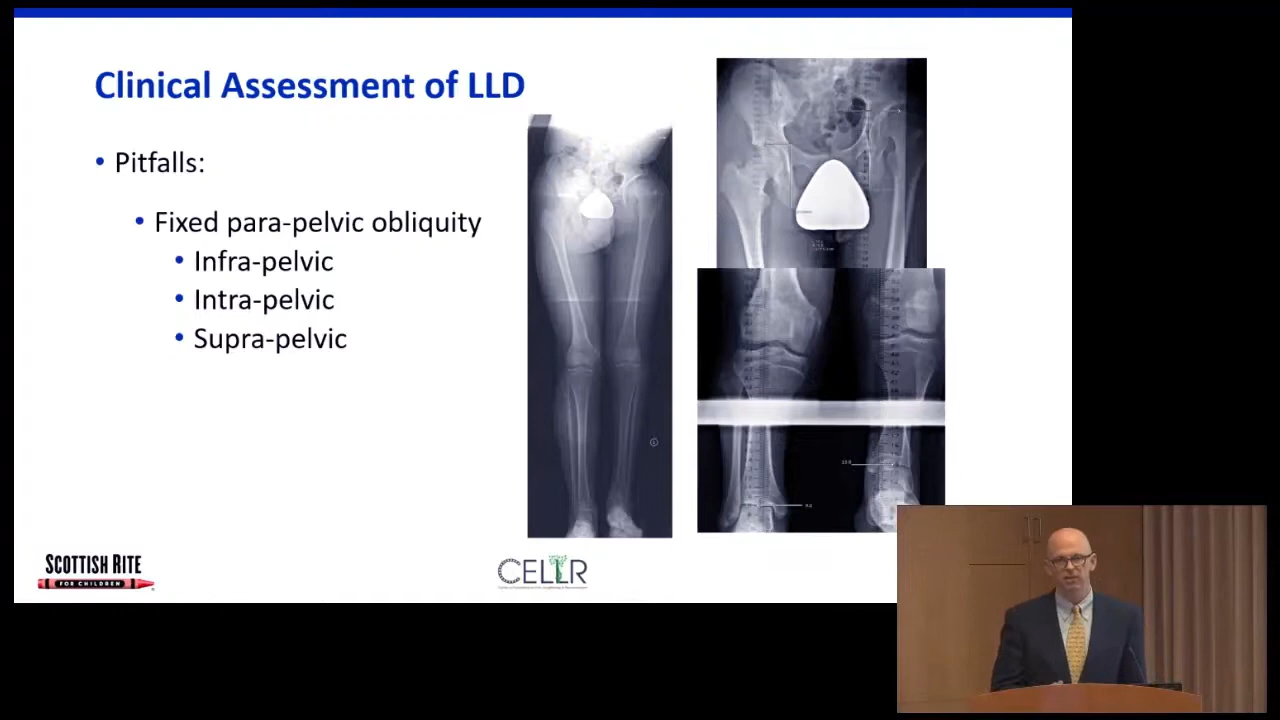 Clinical Assessment of LLD
• Pitfalls:
• Fixed para-pelvic obliquity
• Infra-pelvic
• Intra-pelvic
• Supra-pelvic
SCOTTISH RITE
FOR CHILDREN
CELLR